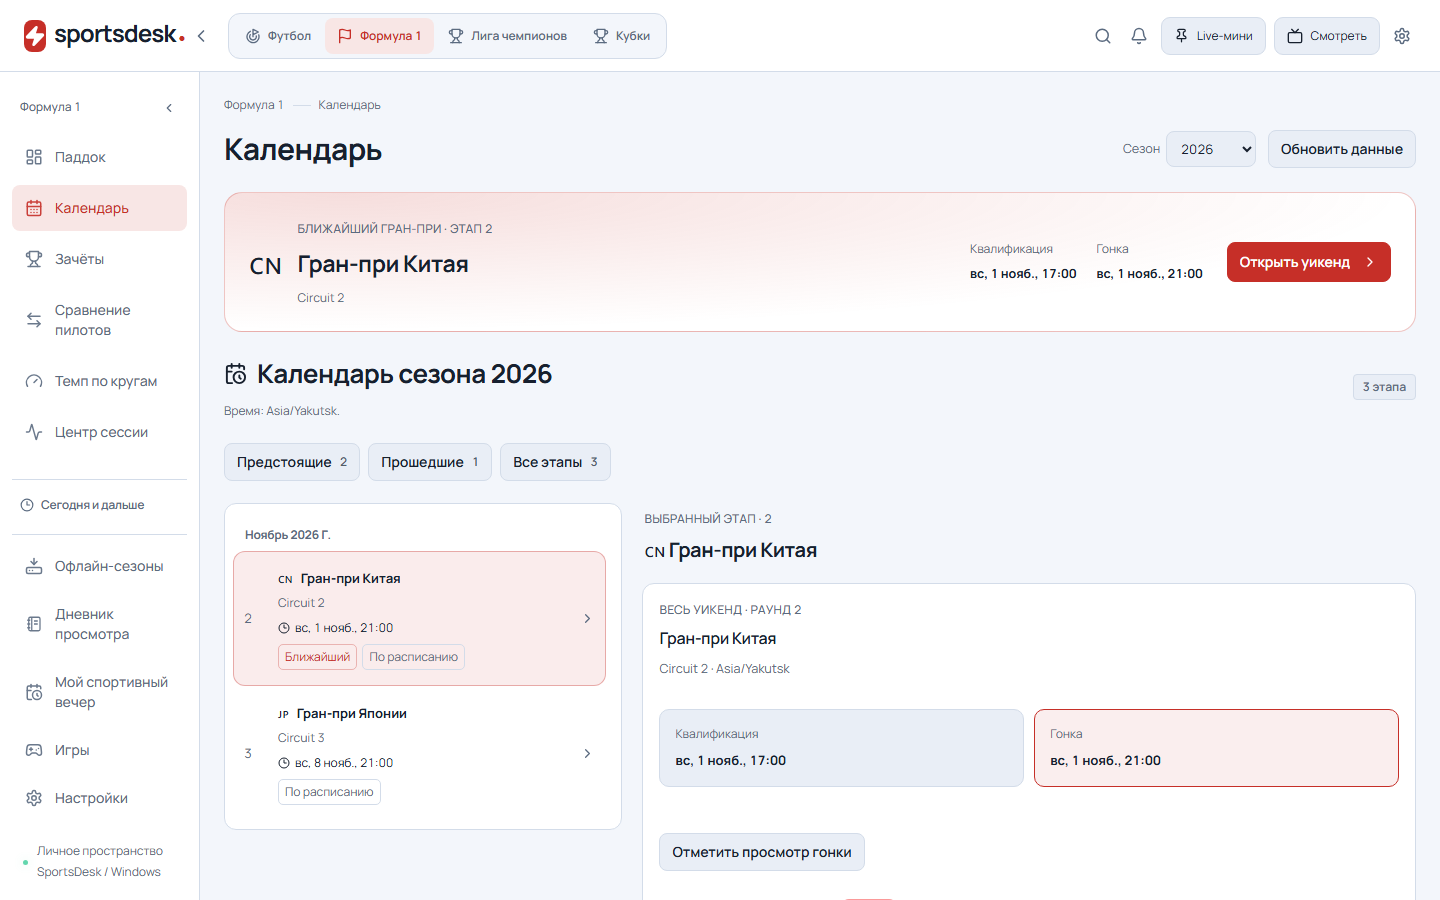 sportsdesk.
Футбол
Формула 1
Лига чемпионов
Кубки
Live-мини
Смотреть
Формула 1
Паддок
Календарь
Зачёты
Сравнение
пилотов
Темп по кругам
Центр сессии
Сегодня и дальше
Офлайн-сезоны
Дневник
просмотра
Мой спортивный
вечер
Игры
Настройки
Личное пространство
SportsDesk / Windows
Формула 1 — Календарь
Календарь
Сезон
2026
Обновить данные
БЛИЖАЙШИЙ ГРАН-ПРИ · ЭТАП 2
CN Гран-при Китая
Circuit 2
Квалификация
вс, 1 нояб., 17:00
Гонка
вс, 1 нояб., 21:00
Открыть уикенд
Календарь сезона 2026
Время: Asia/Yakutsk.
3 этапа
Предстоящие 2
Прошедшие 1
Все этапы 3
Ноябрь 2026 Г.
2
CN Гран-при Китая
Circuit 2
вс, 1 нояб., 21:00
Ближайший
По расписанию
3
JP Гран-при Японии
Circuit 3
вс, 8 нояб., 21:00
По расписанию
ВЫБРАННЫЙ ЭТАП · 2
CN Гран-при Китая
ВЕСЬ УИКЕНД · РАУНД 2
Гран-при Китая
Circuit 2 · Asia/Yakutsk
Квалификация
вс, 1 нояб., 17:00
Гонка
вс, 1 нояб., 21:00
Отметить просмотр гонки